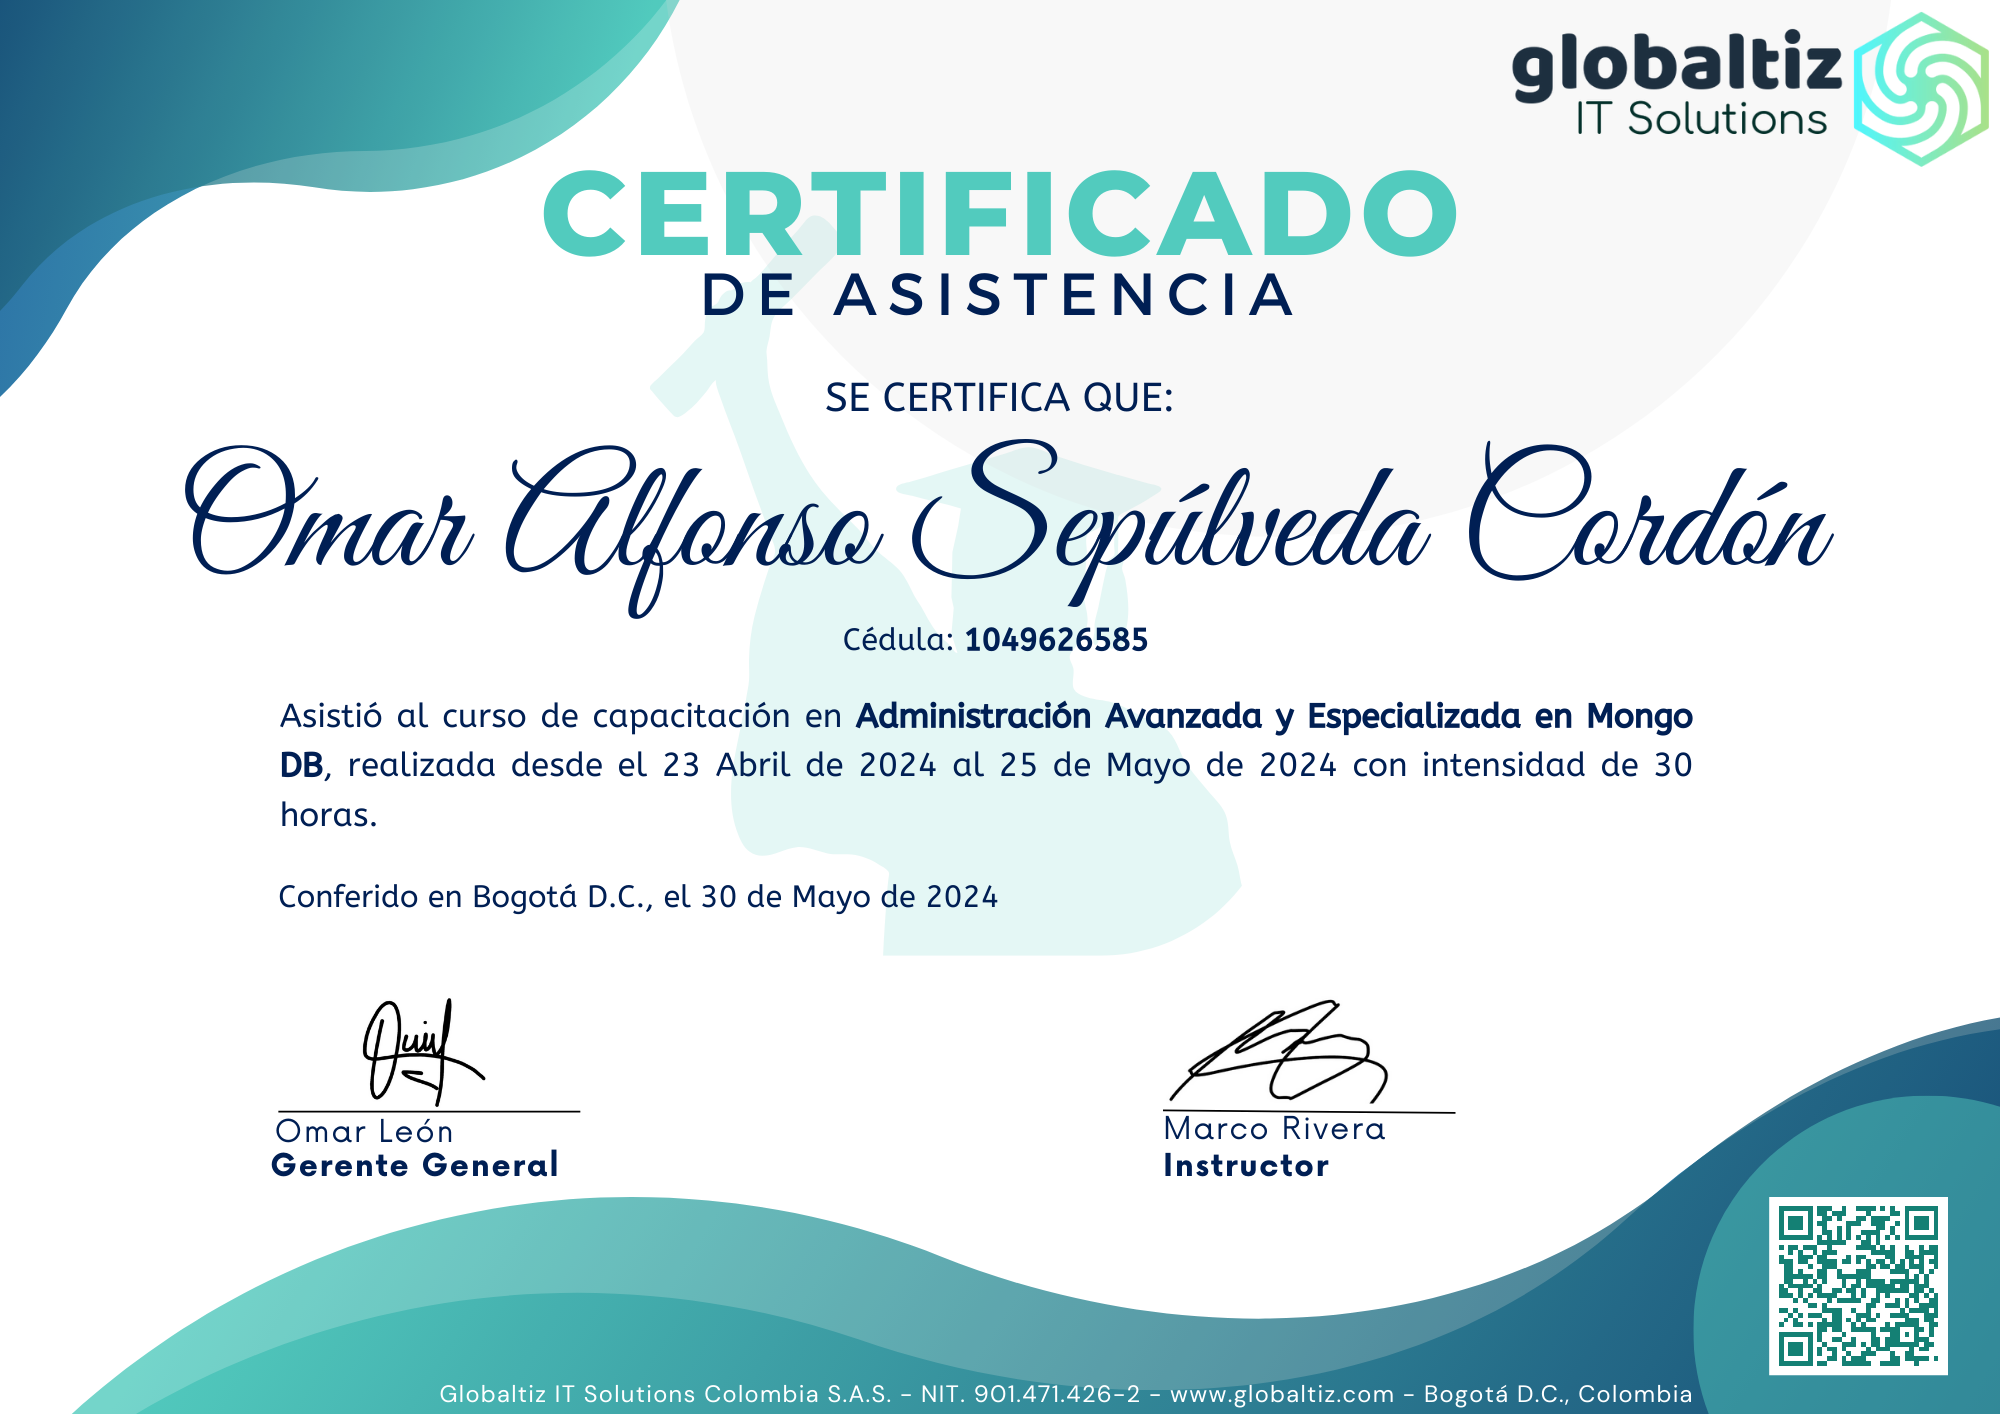 globaltiz
IT Solutions
CERTIFICADO
DE ASISTENCIA
SE CERTIFICA QUE:
Omar Alfonso Sepúlveda Cordón
Cédula: 1049626585
Asistió al curso de capacitación en Administración Avanzada y Especializada en Mongo
DB, realizada desde el 23 Abril de 2024 al 25 de Mayo de 2024 con intensidad de 30
horas.
Conferido en Bogotá D.C., el 30 de Mayo de 2024
Omar León
Gerente General
Marco Rivera
Instructor
Globaltiz IT Solutions Colombia S.A.S. - NIT. 901.471.426-2 - www.globaltiz.com - Bogotá D.C., Colombia